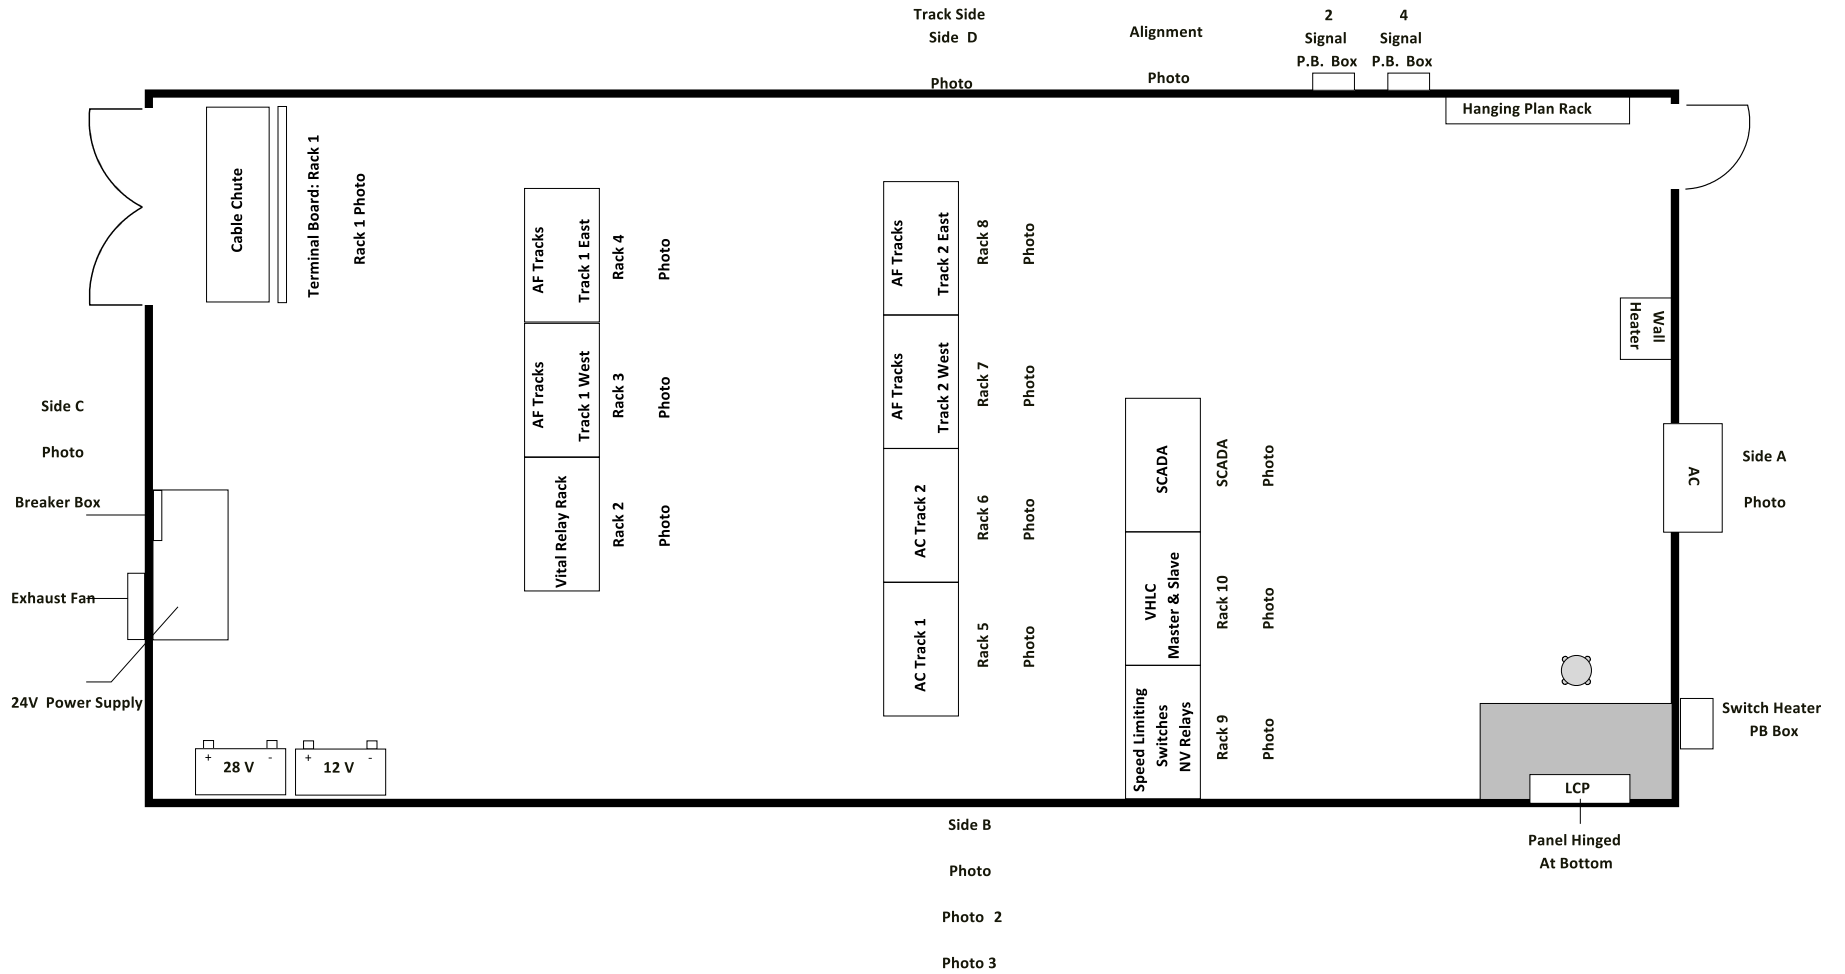 Track Side
Side D
Photo
Alignment
Photo
2
Signal
P.B. Box
4
Signal
P.B. Box
Hanging Plan Rack
Cable Chute
Terminal Board: Rack 1
Rack 1 Photo
AF Tracks
Track 1 East
Rack 4
Photo
AF Tracks
Track 1 West
Rack 3
Photo
Vital Relay Rack
Rack 2
Photo
AF Tracks
Track 2 East
Rack 8
Photo
AF Tracks
Track 2 West
Rack 7
Photo
AC Track 2
Rack 6
Photo
AC Track 1
Rack 5
Photo
SCADA
SCADA
Photo
VHLC
Master & Slave
Rack 10
Photo
Speed Limiting
Switches
NV Relays
Rack 9
Photo
Wall
Heater
AC
Side A
Photo
Side C
Photo
Breaker Box
Exhaust Fan
24V Power Supply
+ -
28 V
+ -
12 V
Switch Heater
PB Box
LCP
Panel Hinged
At Bottom
Side B
Photo
Photo 2
Photo 3